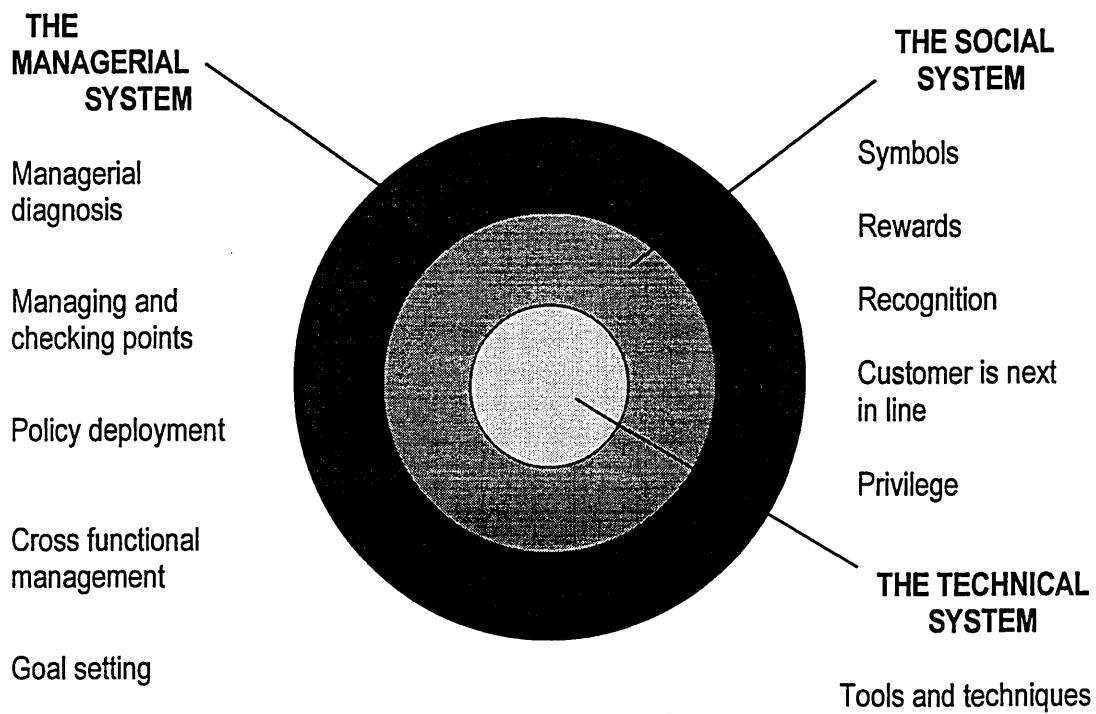 THE
MANAGERIAL
SYSTEM
Managerial
diagnosis
Managing and
checking points
Policy deployment
Cross functional
management
Goal setting
THE SOCIAL
SYSTEM
Symbols
Rewards
Recognition
Customer is next
in line
Privilege
THE TECHNICAL
SYSTEM
Tools and techniques